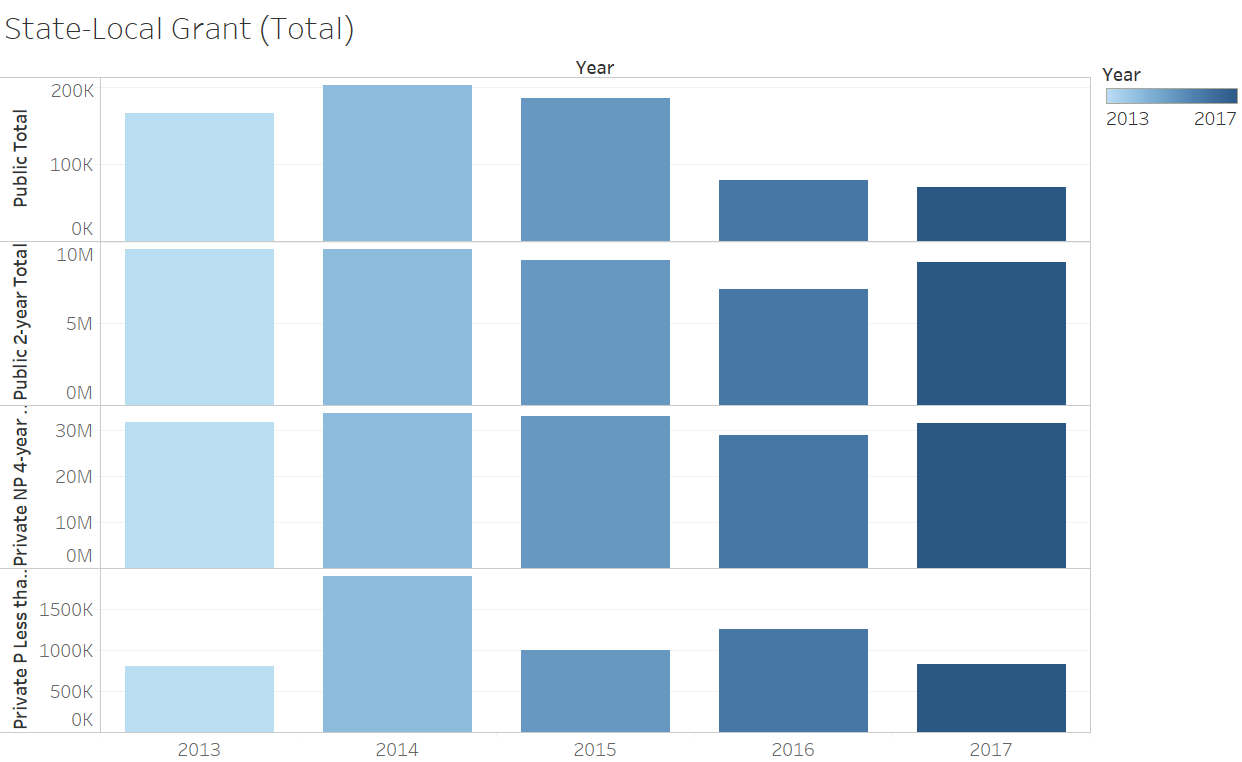 State-Local Grant (Total)
Year
Public Total
200K
100K
0K
Public 2-year Total
10M
5M
0M
Private NP 4-year ..
30M
20M
10M
0M
Private P Less tha..
1500K
1000K
500K
0K
2013
2014
2015
2016
2017
Year
2013
2017